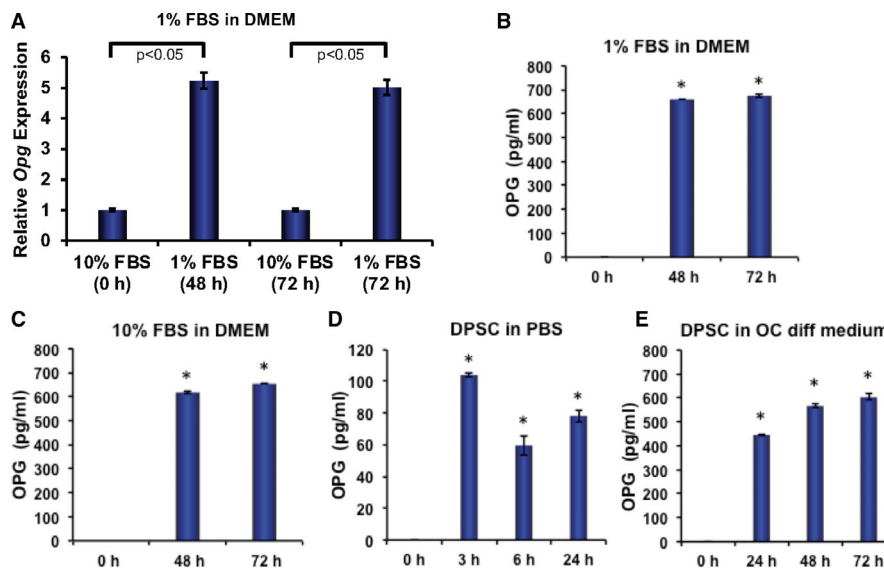 A
1% FBS in DMEM
p<0.05
p<0.05
Relative Opg Expression
6
5
4
3
2
1
0
10% FBS
(0 h)
1% FBS
(48 h)
10% FBS
(72 h)
1% FBS
(72 h)
B
1% FBS in DMEM
OPG (pg/ml)
800
700
600
500
400
300
200
100
0
*
*
0 h
48 h
72 h
C
10% FBS in DMEM
OPG (pg/ml)
800
700
600
500
400
300
200
100
0
*
*
0 h
48 h
72 h
D
DPSC in PBS
OPG (pg/ml)
120
100
80
60
40
20
0
*
*
*
0 h
3 h
6 h
24 h
E
DPSC in OC diff medium
OPG (pg/ml)
800
700
600
500
400
300
200
100
0
*
*
*
0 h
24 h
48 h
72 h